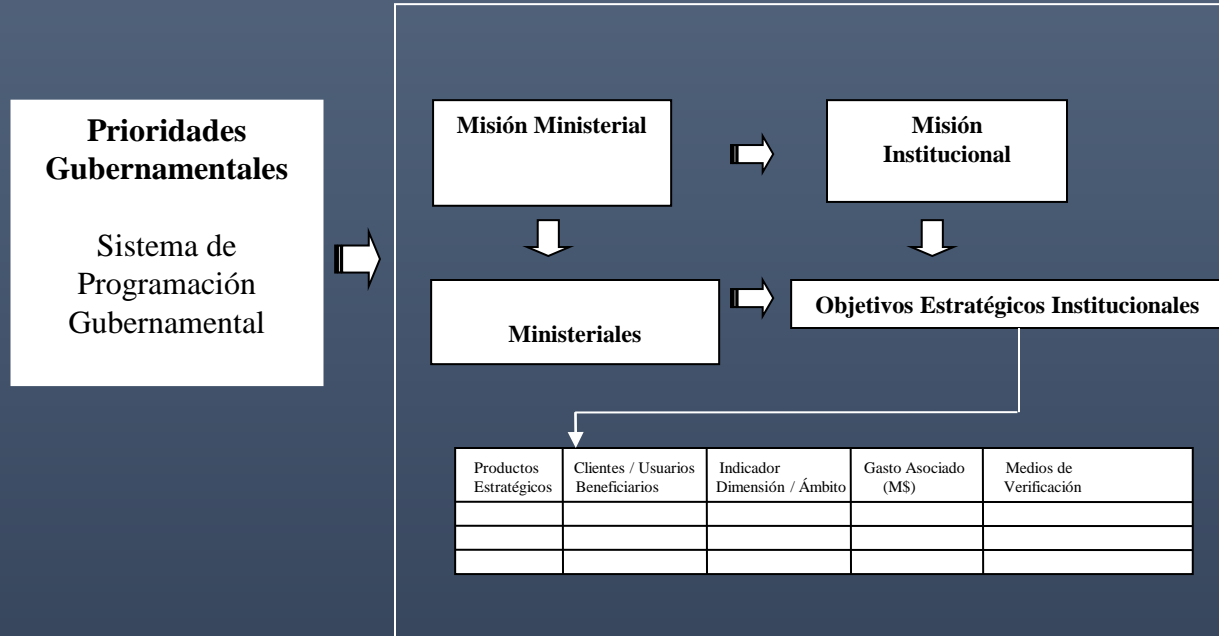 Prioridades
Gubernamentales
Sistema de
Programación
Gubernamental
Misión Ministerial
Misión
Institucional
Ministeriales
Objetivos Estratégicos Institucionales
Productos
Estratégicos
Clientes / Usuarios
Beneficiarios
Indicador
Dimensión / Ámbito
Gasto Asociado
(M$)
Medios de
Verificación